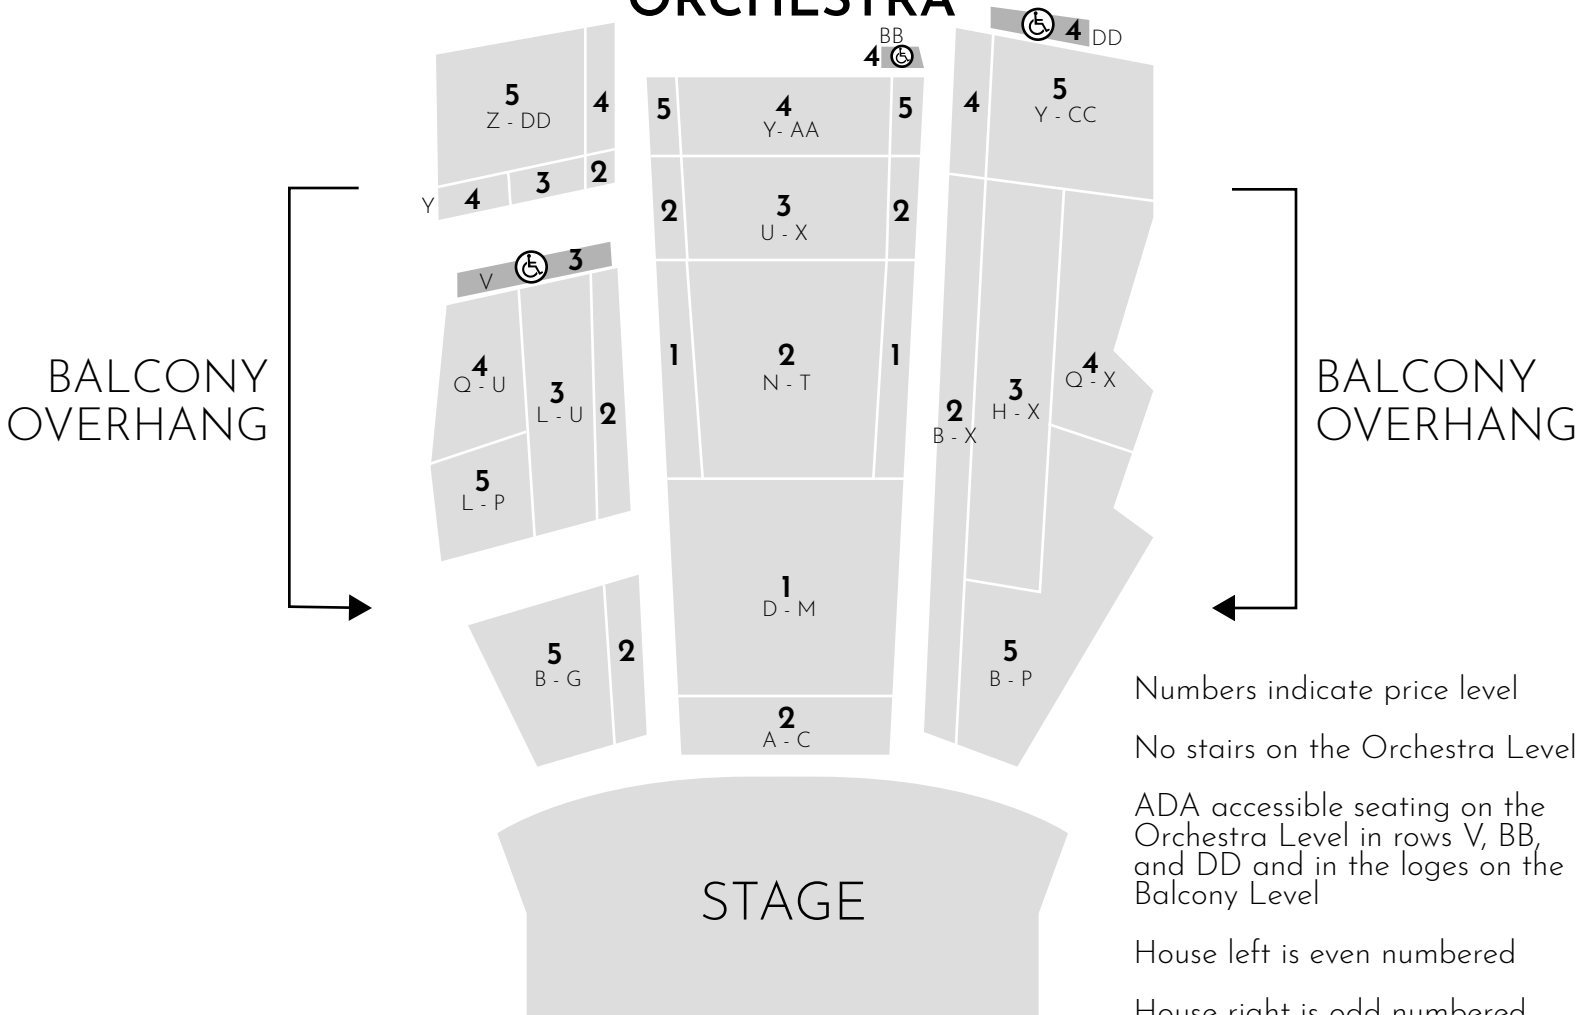 ORCHESTRA
4 DD
BB
4
5
Z - DD
4
5
4
Y- AA
5
4
5
Y - CC
Y 4 3 2
2
3
U - X
2
V 3
1
2
N - T
1
4
Q - U
3
L - U
2
5
L - P
2
B - X
3
H - X
4
Q - X
BALCONY
OVERHANG
BALCONY
OVERHANG
1
D - M
5
B - G
2
5
B - P
2
A - C
STAGE
Numbers indicate price level
No stairs on the Orchestra Level
ADA accessible seating on the
Orchestra Level in rows V, BB,
and DD and in the loges on the
Balcony Level
House left is even numbered
House right is odd numbered